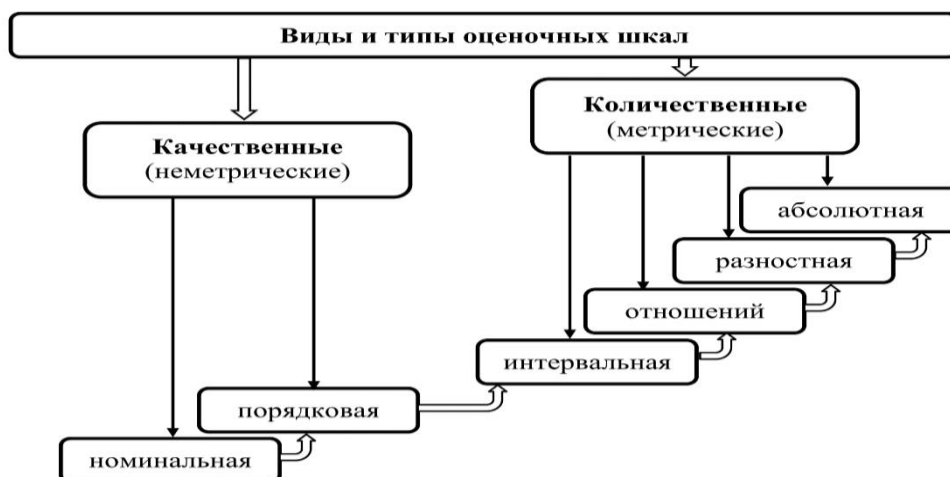 Виды и типы оценочных шкал
Количественные
(метрические)
Качественные
(неметрические)
абсолютная
разностная
отношений
интервальная
порядковая
номинальная